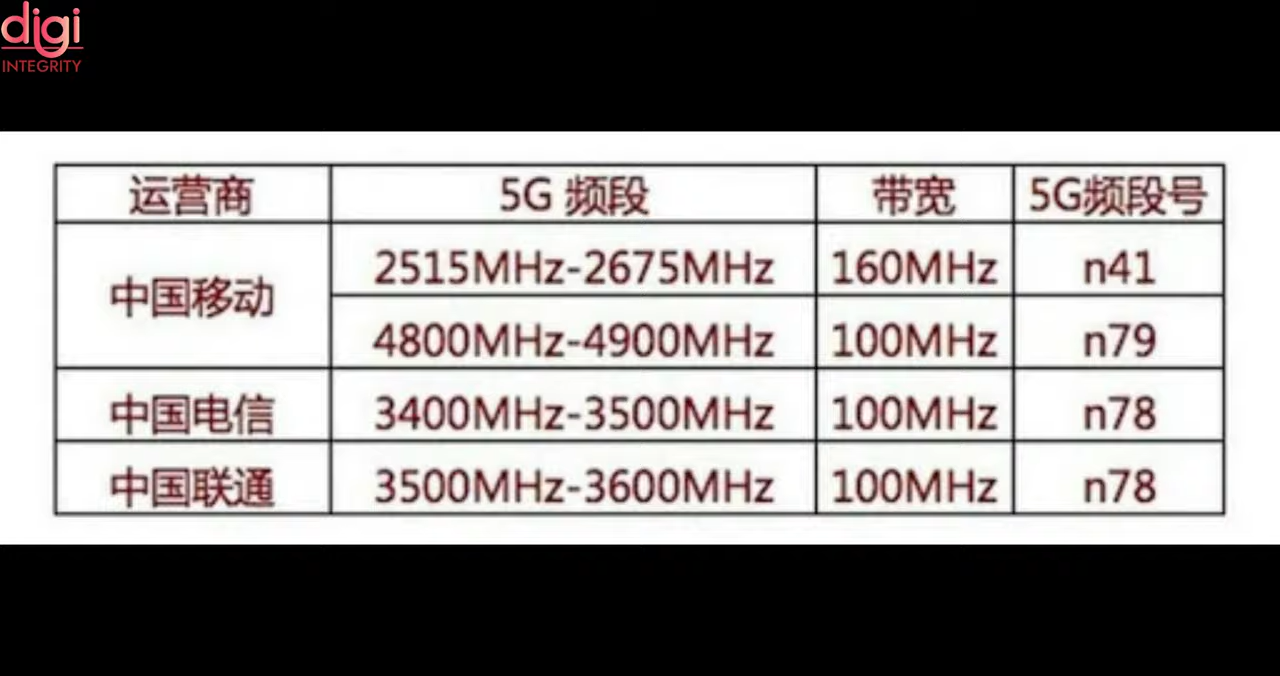 digi
INTEGRITY
运营商 5G 频段 带宽 5G频段号
中国移动 2515MHz-2675MHz 160MHz n41
4800MHz-4900MHz 100MHz n79
中国电信 3400MHz-3500MHz 100MHz n78
中国联通 3500MHz-3600MHz 100MHz n78